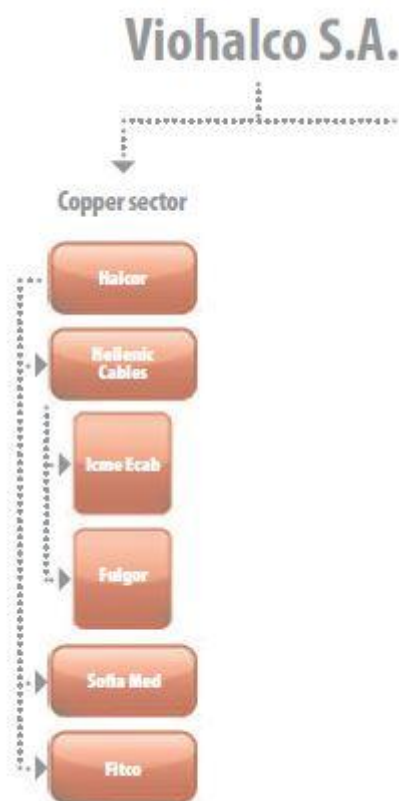 Viohalco S.A.
Copper sector
Halcor
Hellenic
Cables
Icme Ecab
Fulgor
Sofia Med
Fitco